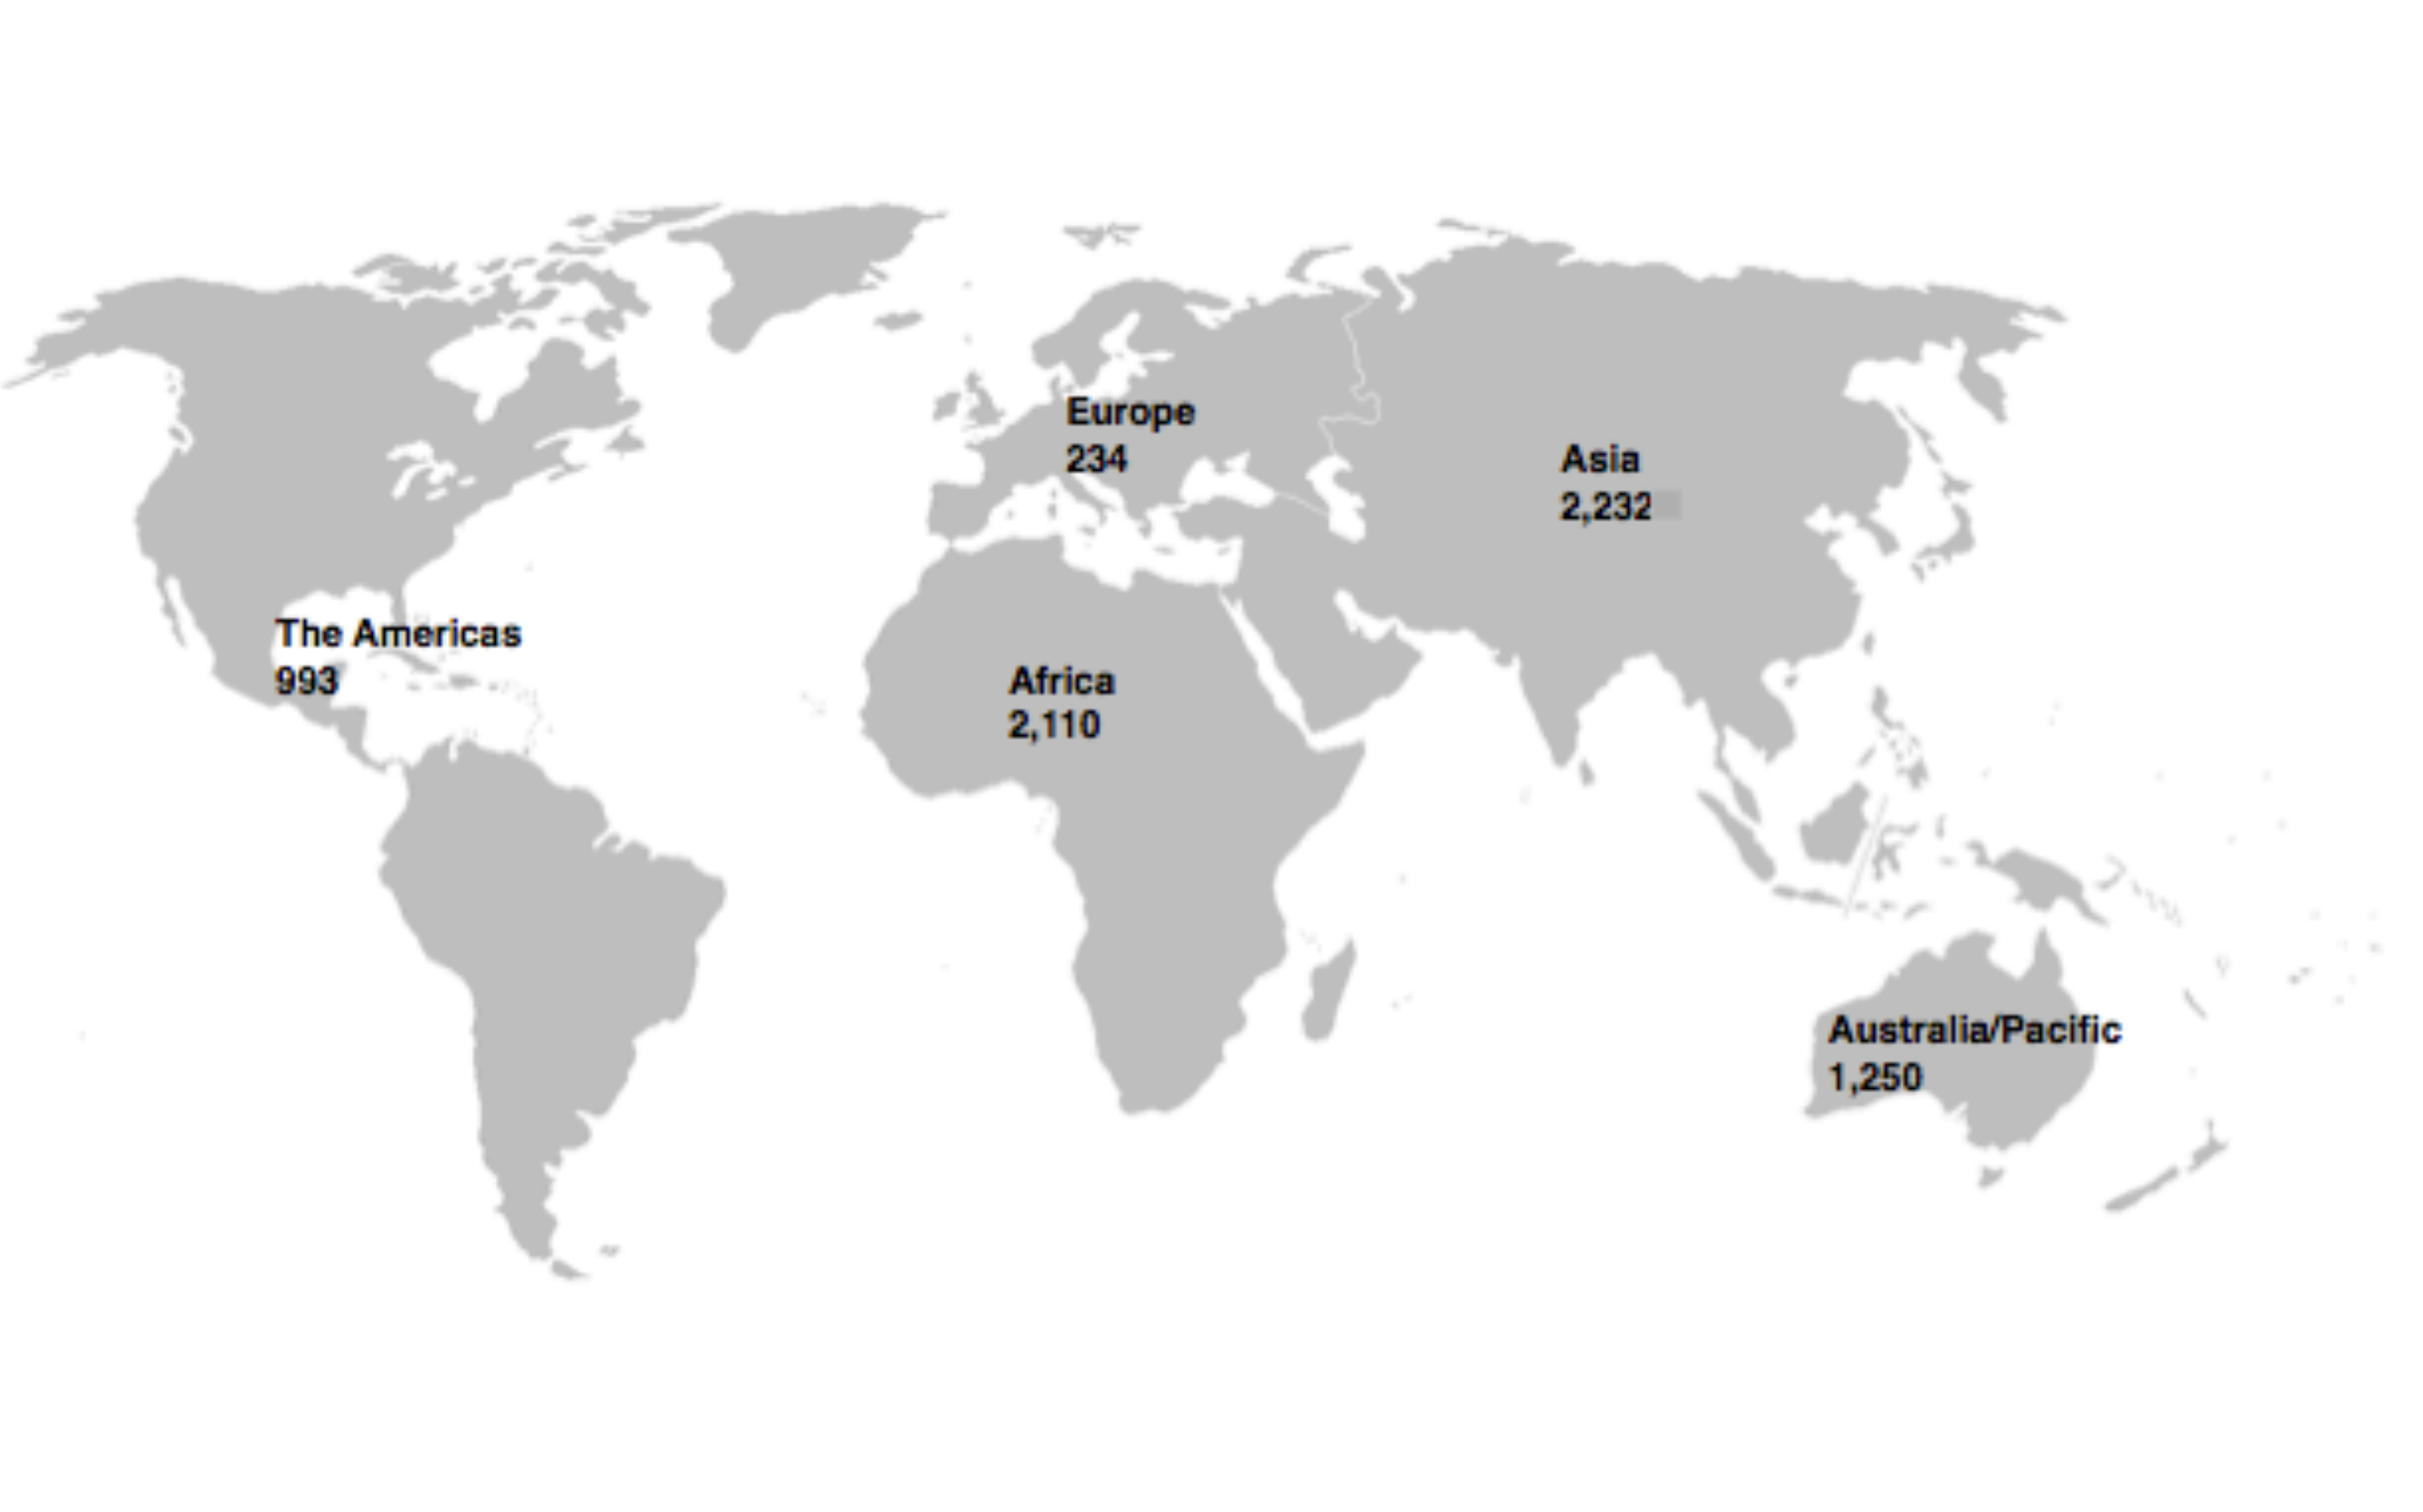 Europe
234
Asia
2,232
The Americas
993
Africa
2,110
Australia/Pacific
1,250